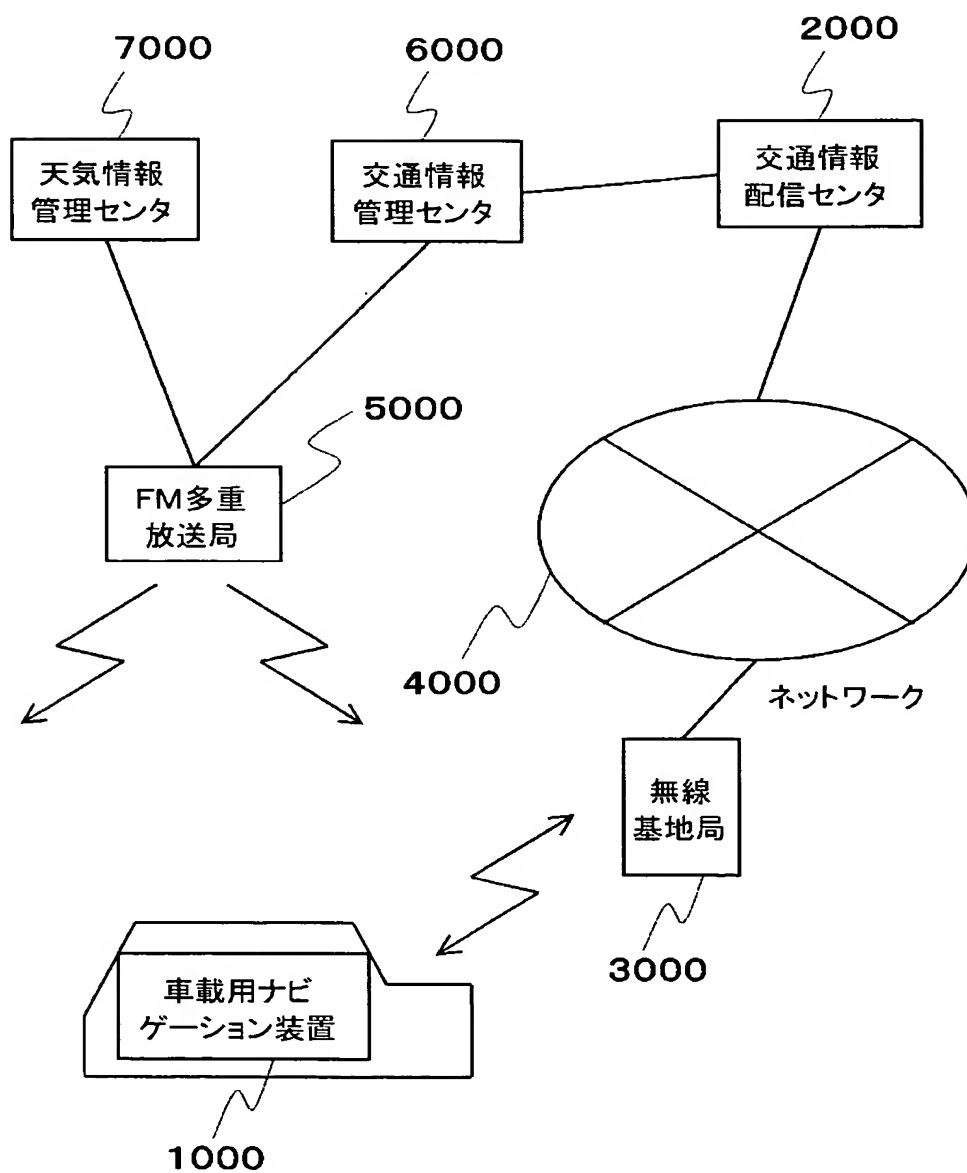 7000
6000
2000
天気情報
管理センタ
交通情報
管理センタ
交通情報
配信センタ
5000
FM多重
放送局
4000
ネットワーク
無線
基地局
3000
車載用ナビ
ゲーション装置
1000